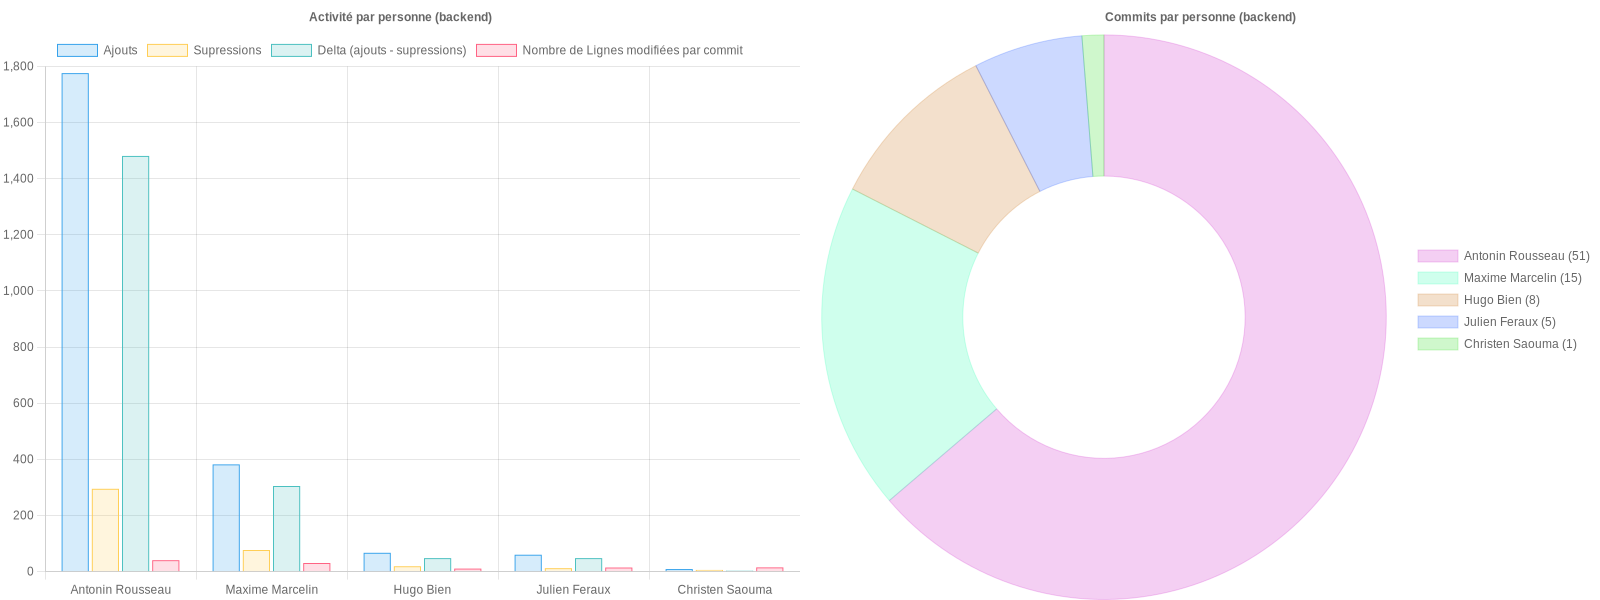 Activité par personne (backend)
Ajouts
Supressions
Delta (ajouts - supressions)
Nombre de Lignes modifiées par commit
1,800
1,600
1,400
1,200
1,000
800
600
400
200
0
Antonin Rousseau
Maxime Marcelin
Hugo Bien
Julien Feraux
Christen Saouma
Commits par personne (backend)
Antonin Rousseau (51)
Maxime Marcelin (15)
Hugo Bien (8)
Julien Feraux (5)
Christen Saouma (1)